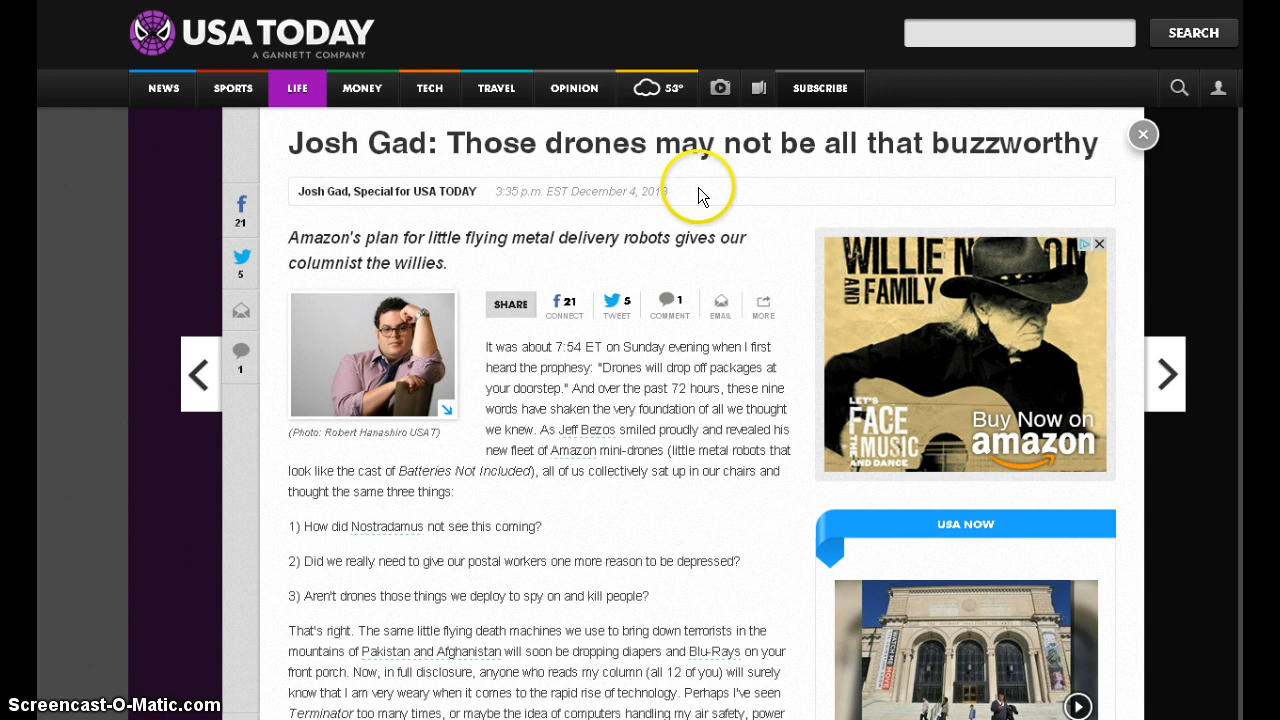 USA TODAY
A GANNETT COMPANY
SEARCH
NEWS SPORTS LIFE MONEY TECH TRAVEL OPINION 53° SUBSCRIBE
Josh Gad: Those drones may not be all that buzzworthy
Josh Gad, Special for USA TODAY 3:35 p.m. EST December 4, 2013
21
5
1
Amazon's plan for little flying metal delivery robots gives our
columnist the willies.
SHARE 21 CONNECT 5 TWEET 1 COMMENT EMAIL MORE
(Photo: Robert Hanashiro USAT)
It was about 7:54 ET on Sunday evening when I first
heard the prophesy: "Drones will drop off packages at
your doorstep." And over the past 72 hours, these nine
words have shaken the very foundation of all we thought
we knew. As Jeff Bezos smiled proudly and revealed his
new fleet of Amazon mini-drones (little metal robots that
look like the cast of Batteries Not Included), all of us collectively sat up in our chairs and
thought the same three things:
1) How did Nostradamus not see this coming?
2) Did we really need to give our postal workers one more reason to be depressed?
3) Aren't drones those things we deploy to spy on and kill people?
That's right. The same little flying death machines we use to bring down terrorists in the
mountains of Pakistan and Afghanistan will soon be dropping diapers and Blu-Rays on your
front porch. Now, in full disclosure, anyone who reads my column (all 12 of you) will surely
know that I am very weary when it comes to the rapid rise of technology. Perhaps I've seen
Terminator too many times, or maybe the idea of computers handling my air safety, power
WILLIE NELSON
AND FAMILY
LET'S
FACE
THE
MUSIC
AND DANCE
Buy Now on
amazon
USA NOW
WATCH ME MOVE
Screencast-O-Matic.com